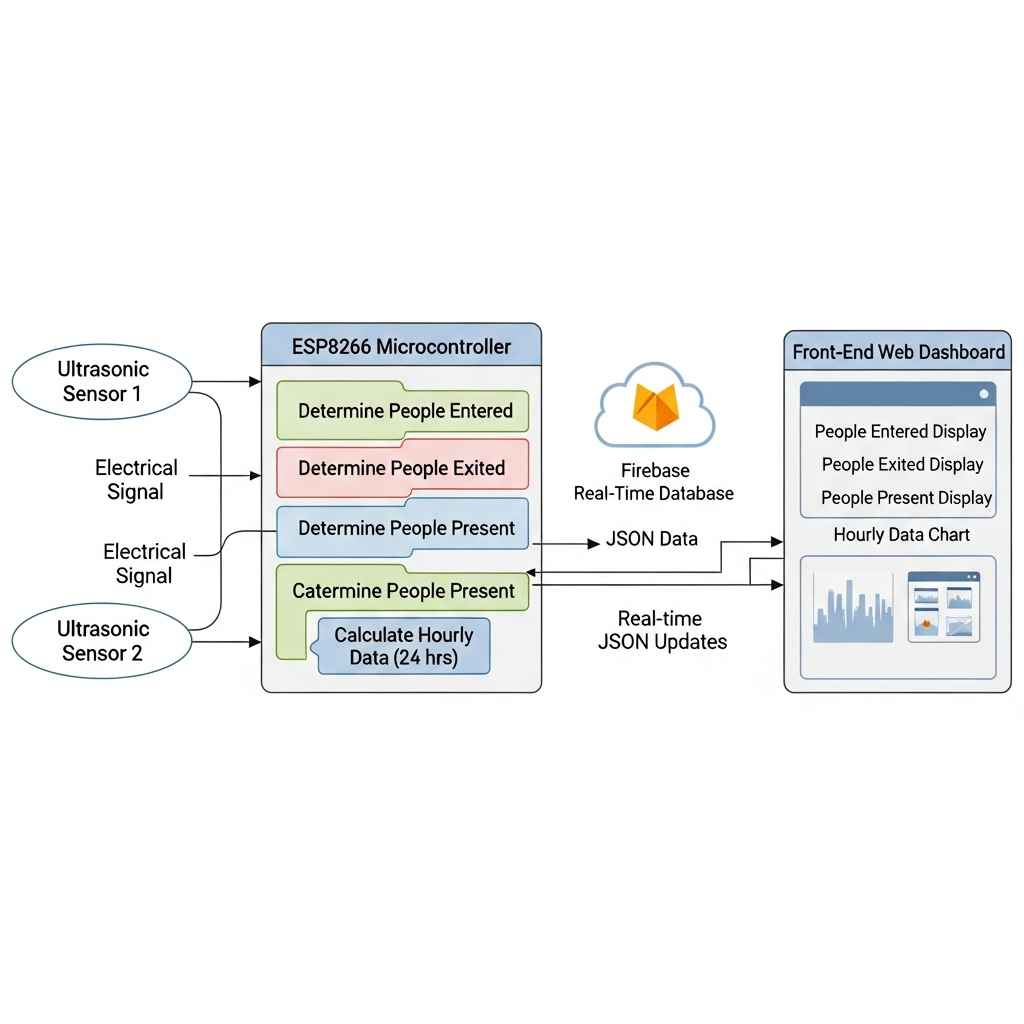 Ultrasonic
Sensor 1
Electrical
Signal
Electrical
Signal
Ultrasonic
Sensor 2
ESP8266 Microcontroller
Determine People Entered
Determine People Exited
Determine People Present
Catermine People Present
Calculate Hourly
Data (24 hrs)
Firebase
Real-Time Database
JSON Data
Real-time
JSON Updates
Front-End Web Dashboard
People Entered Display
People Exited Display
People Present Display
Hourly Data Chart